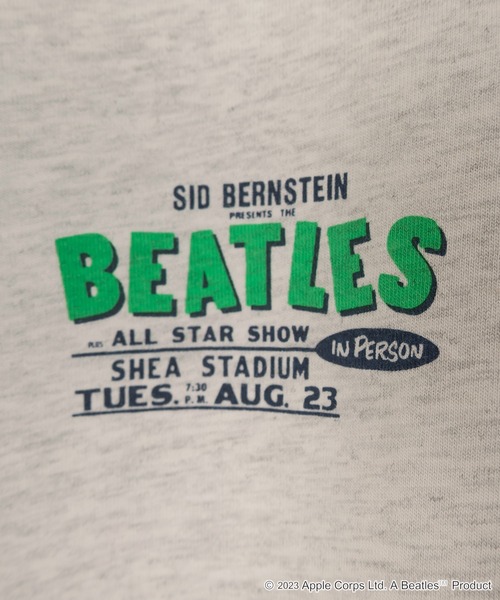 SID BERNSTEIN
PRESENTS THE
BEATLES
PLUS ALL STAR SHOW
IN PERSON
SHEA STADIUM
TUES. 7:30 P.M. AUG. 23
© 2023 Apple Corps Ltd. A Beatles™ Product